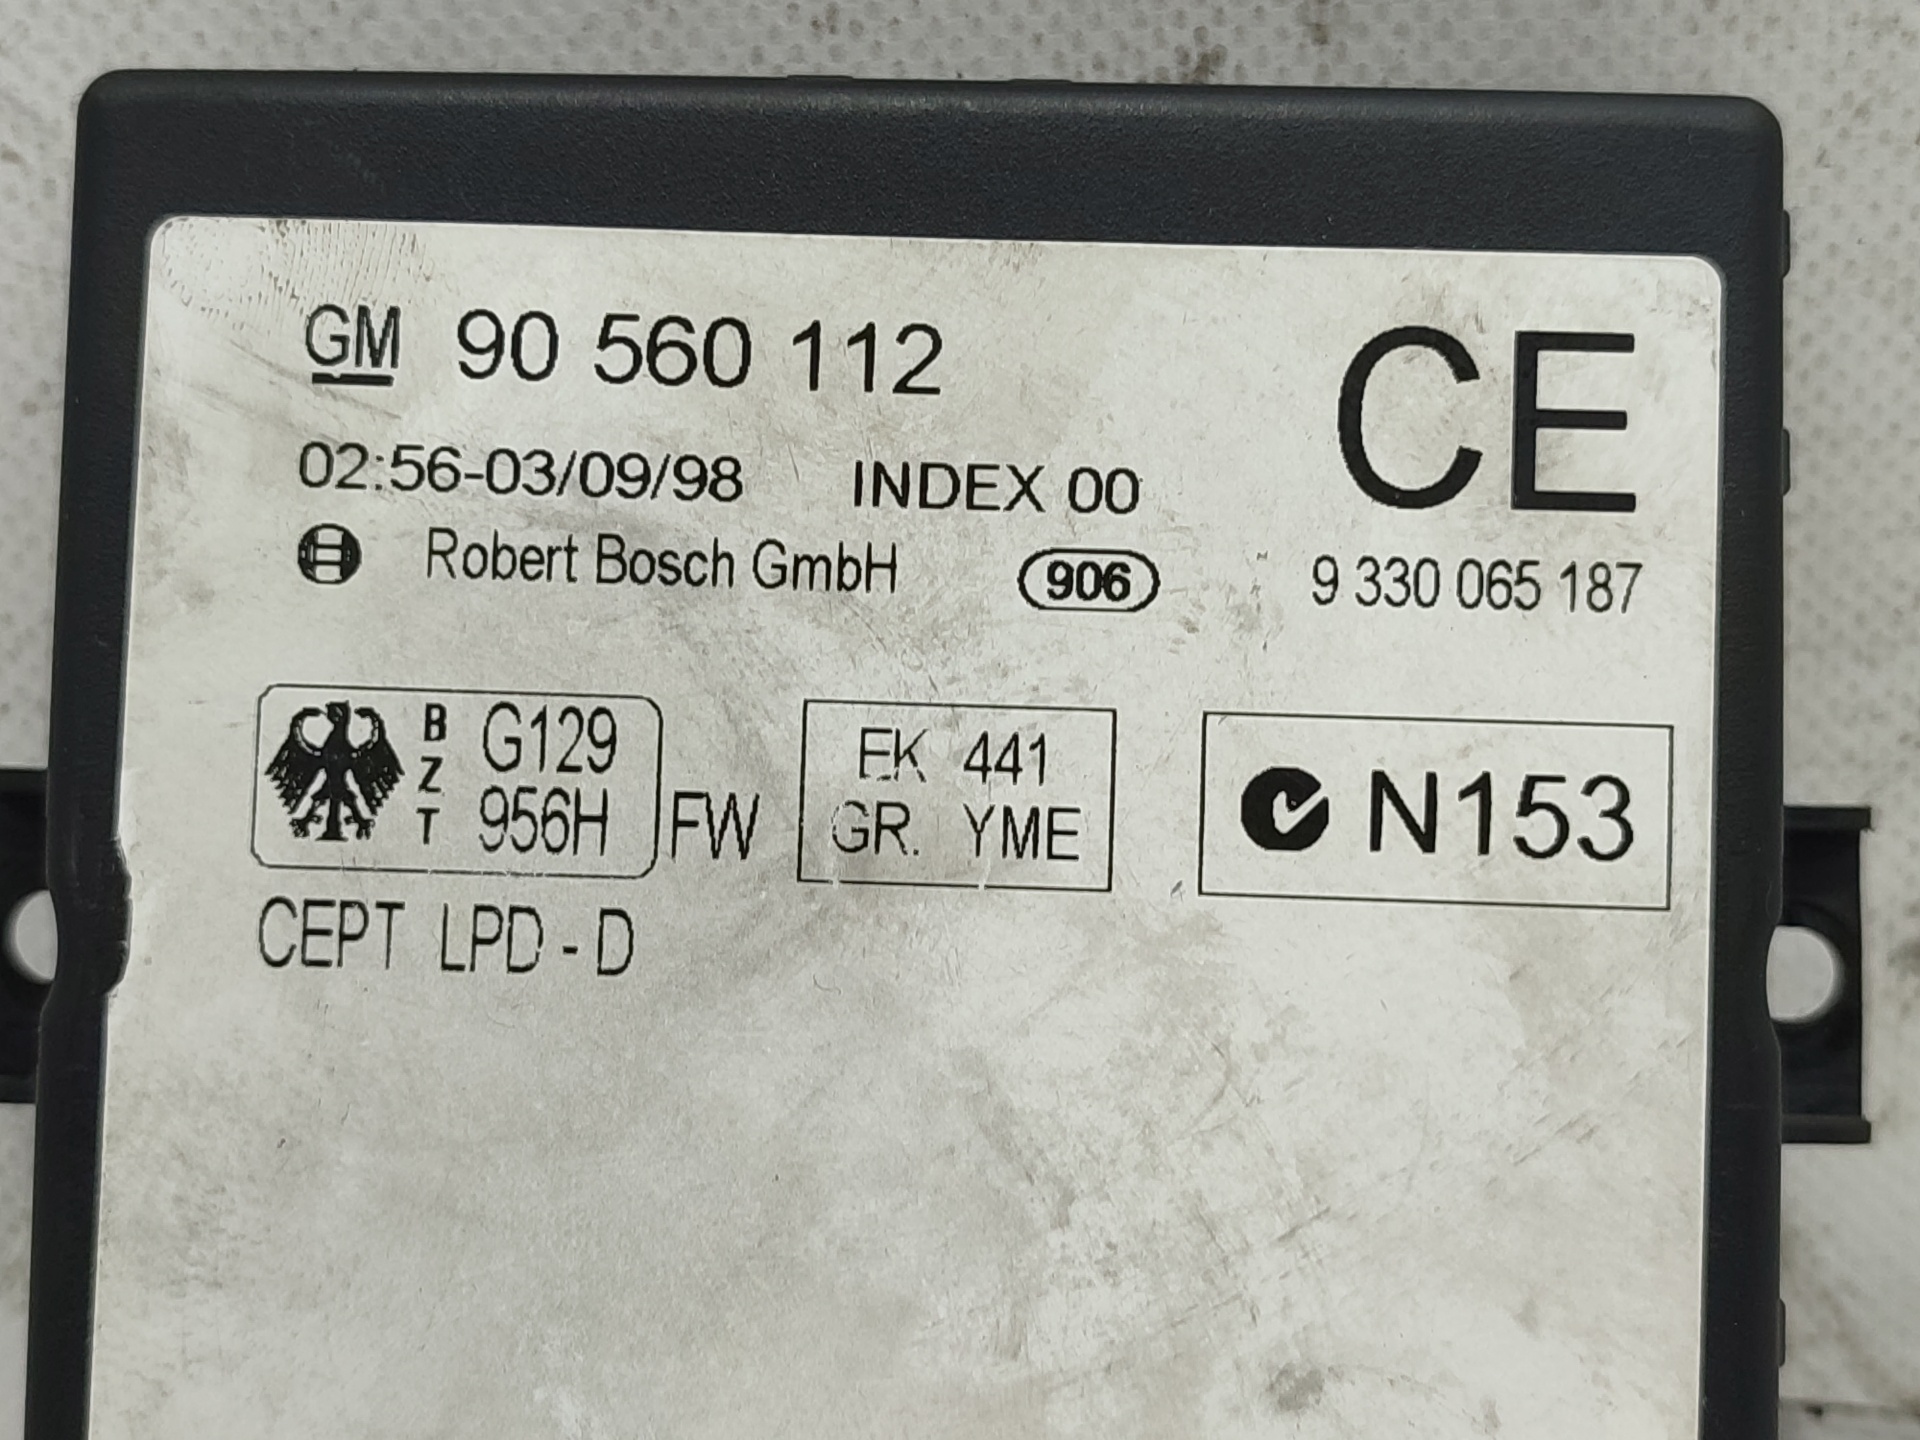 GM 90 560 112 CE
02:56-03/09/98 INDEX 00
Robert Bosch GmbH 906 9 330 065 187
BZT G129
956H FW
EK 441
GR. YME
N153
CEPT LPD - D